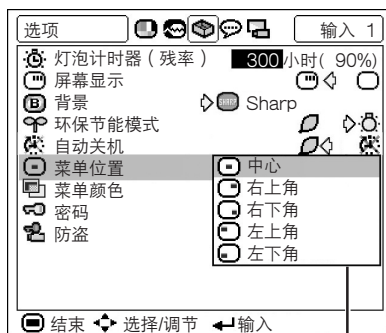 选项 输入 1
灯泡计时器（残率） 300 小时( 90%)
屏幕显示
B 背景 SHARP Sharp
环保节能模式
自动关机
菜单位置 中心
菜单颜色 右上角
密码 右下角
防盗 左上角
左下角
结束 选择/调节 输入